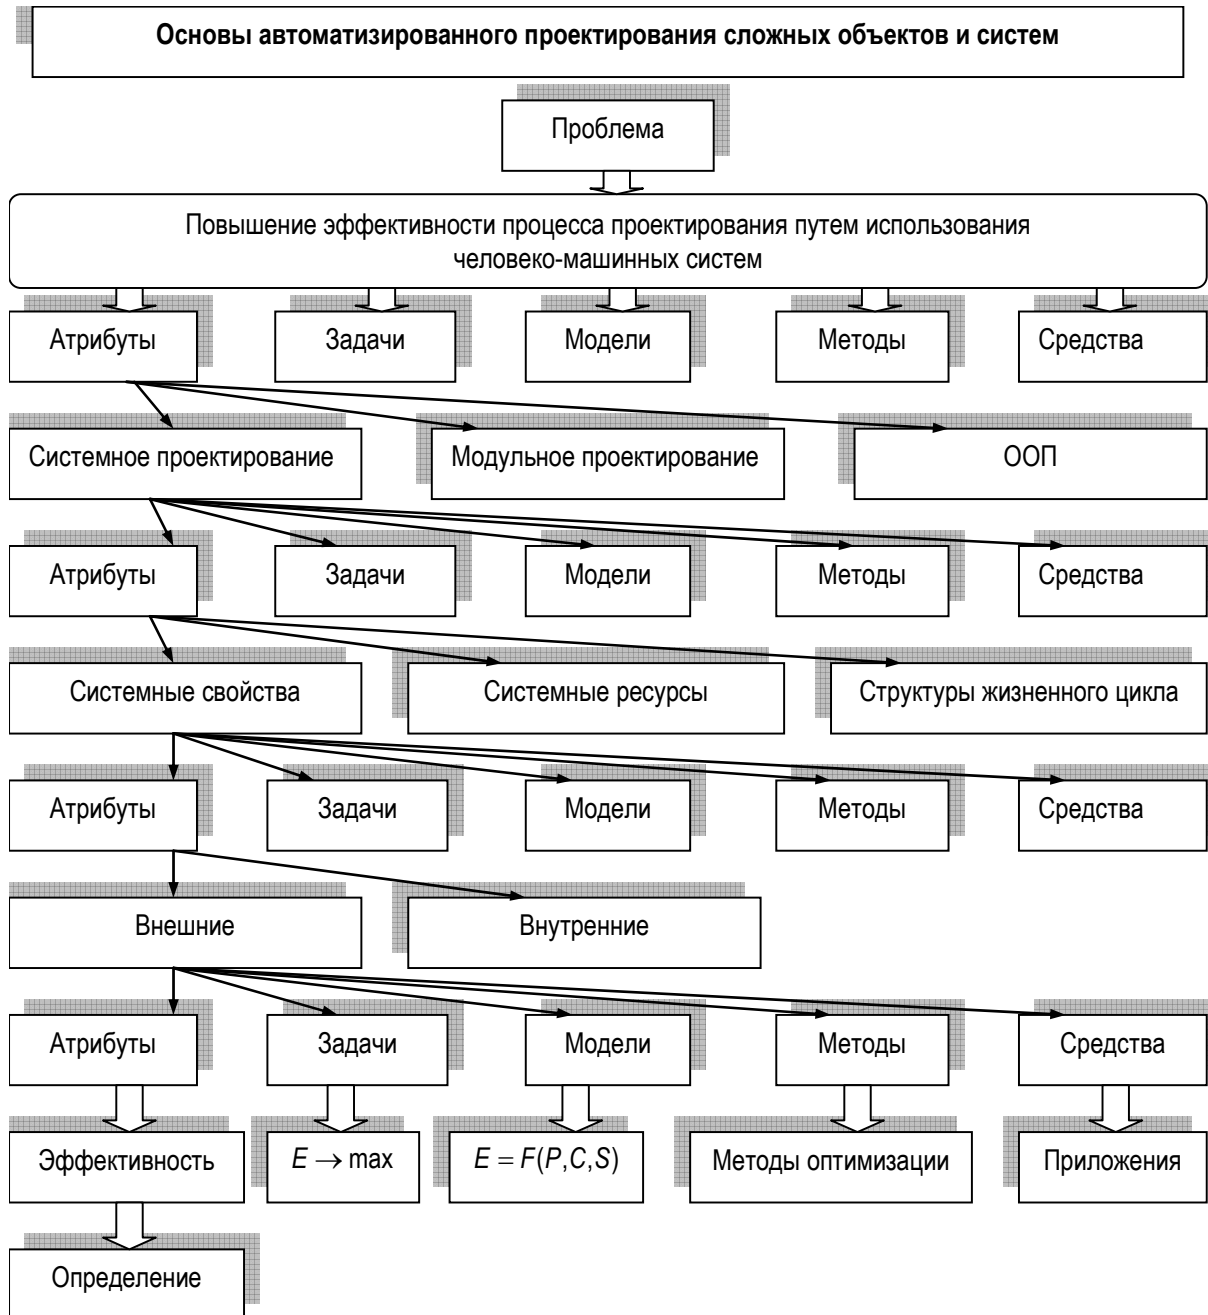 Основы автоматизированного проектирования сложных объектов и систем
Проблема
Повышение эффективности процесса проектирования путем использования
человеко-машинных систем
Атрибуты
Задачи
Модели
Методы
Средства
Системное проектирование
Модульное проектирование
ООП
Атрибуты
Задачи
Модели
Методы
Средства
Системные свойства
Системные ресурсы
Структуры жизненного цикла
Атрибуты
Задачи
Модели
Методы
Средства
Внешние
Внутренние
Атрибуты
Задачи
Модели
Методы
Средства
Эффективность
E → max
E = F(P,C,S)
Методы оптимизации
Приложения
Определение